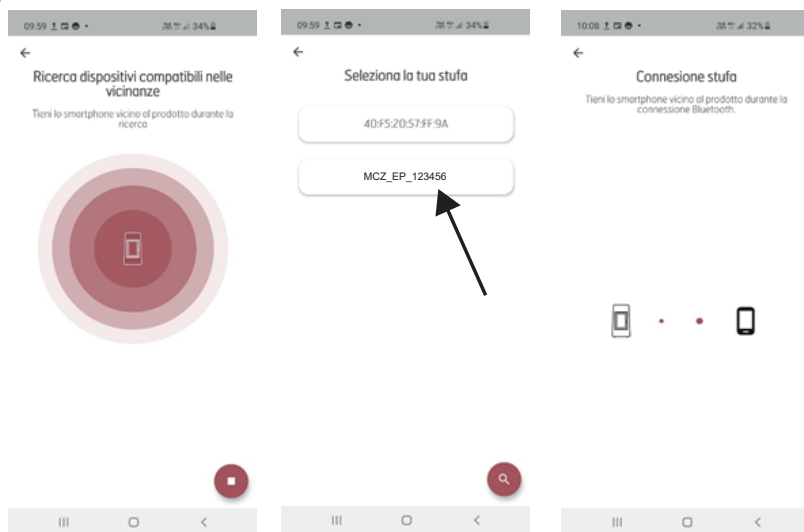 09:59
34%
Ricerca dispositivi compatibili nelle
vicinanze
Tieni lo smartphone vicino al prodotto durante la
ricerca
09:59
34%
Seleziona la tua stufa
40:F5:20:57:FF:9A
MCZ_EP_123456
10:08
32%
Connesione stufa
Tieni lo smartphone vicino al prodotto durante la
connessione Bluetooth.